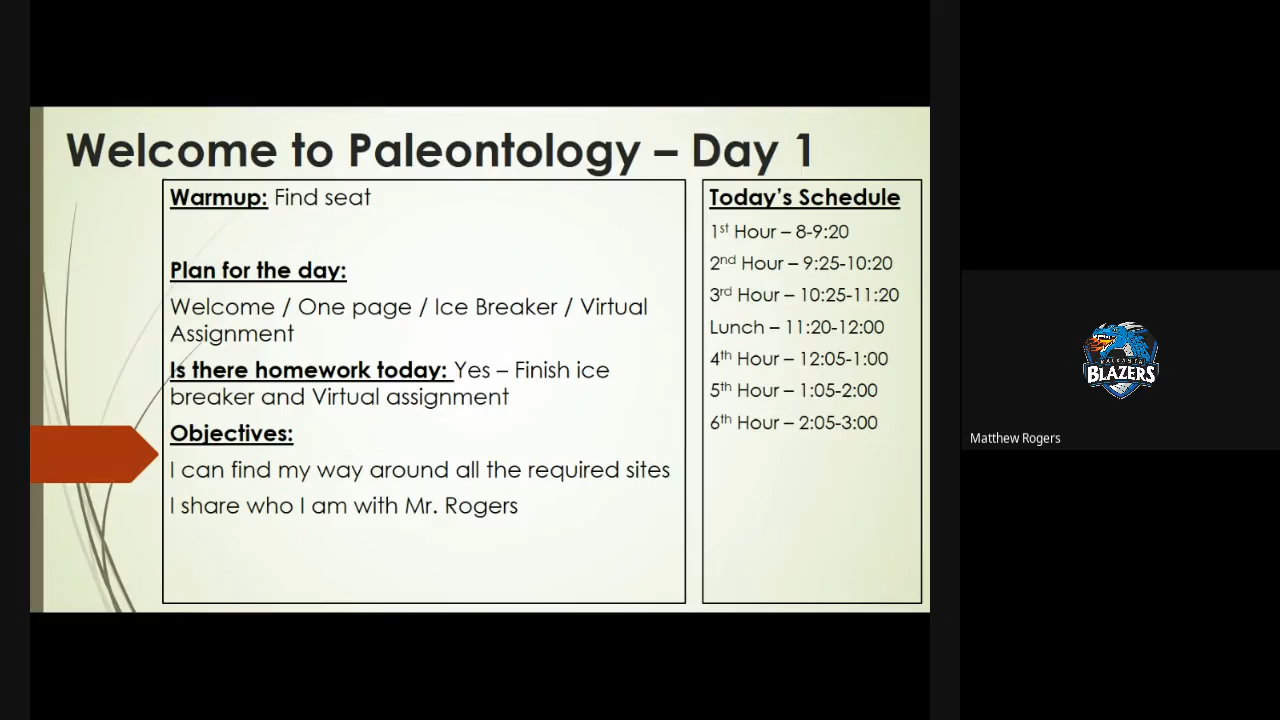 Welcome to Paleontology – Day 1
Warmup: Find seat
Plan for the day:
Welcome / One page / Ice Breaker / Virtual
Assignment
Is there homework today: Yes – Finish ice
breaker and Virtual assignment
Objectives:
I can find my way around all the required sites
I share who I am with Mr. Rogers
Today's Schedule
1st Hour – 8-9:20
2nd Hour – 9:25-10:20
3rd Hour – 10:25-11:20
Lunch – 11:20-12:00
4th Hour – 12:05-1:00
5th Hour – 1:05-2:00
6th Hour – 2:05-3:00
BLAZERS
Matthew Rogers